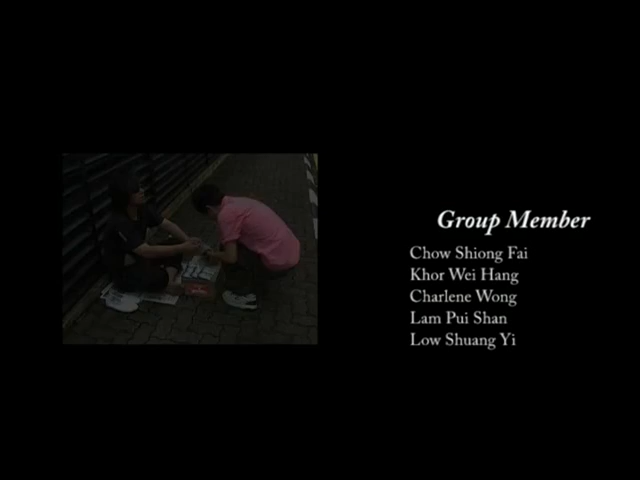 Group Member
Chow Shiong Fai
Khor Wei Hang
Charlene Wong
Lam Pui Shan
Low Shuang Yi